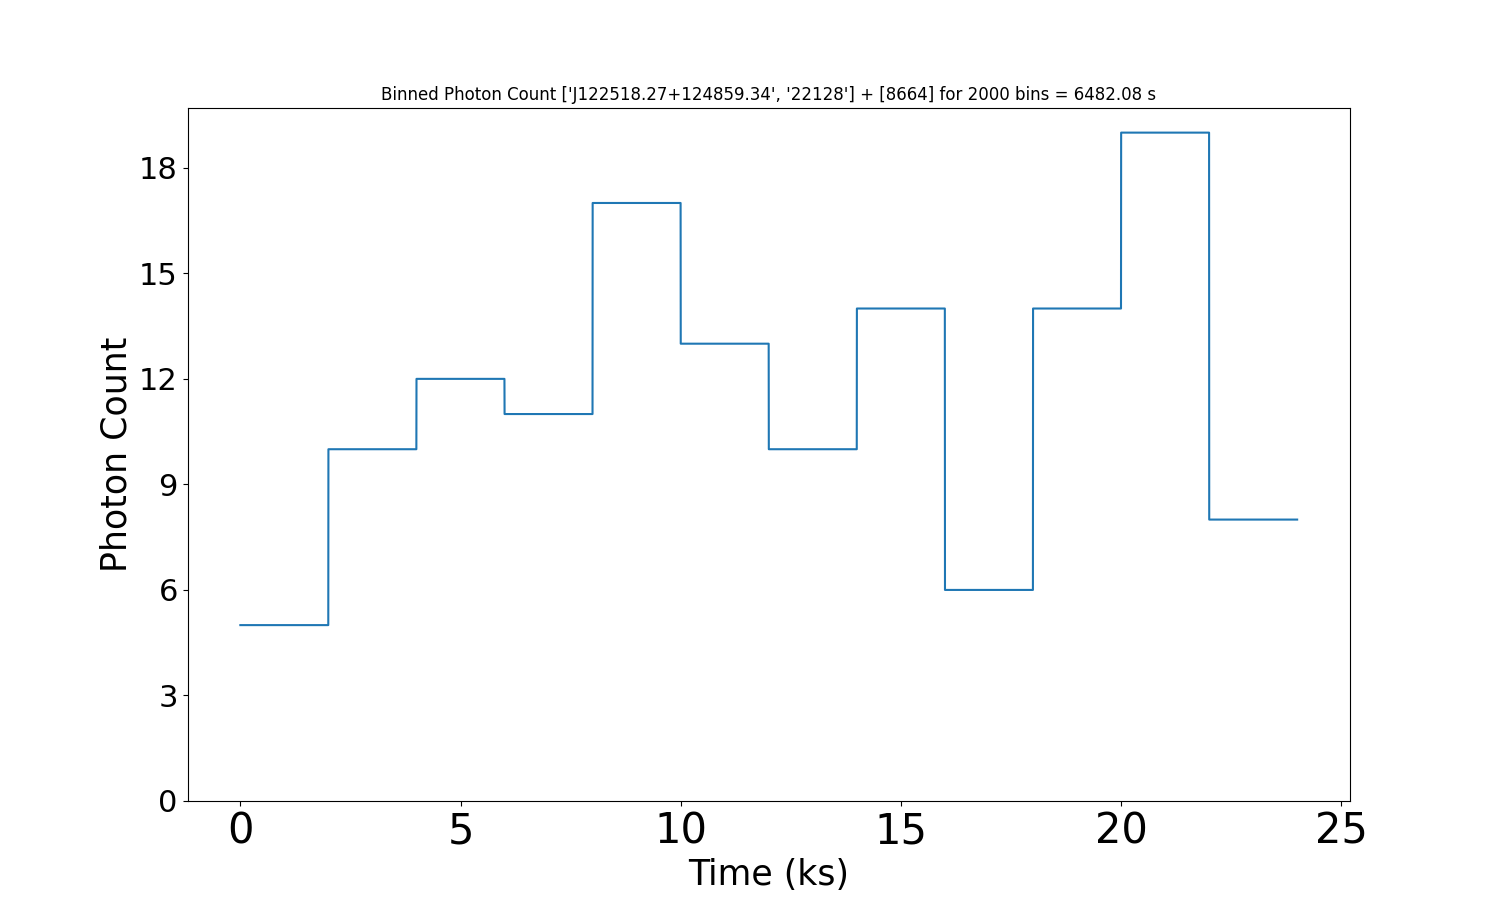 Binned Photon Count ['J122518.27+124859.34', '22128'] + [8664] for 2000 bins = 6482.08 s
18
15
12
9
6
3
0
Photon Count
0 5 10 15 20 25
Time (ks)